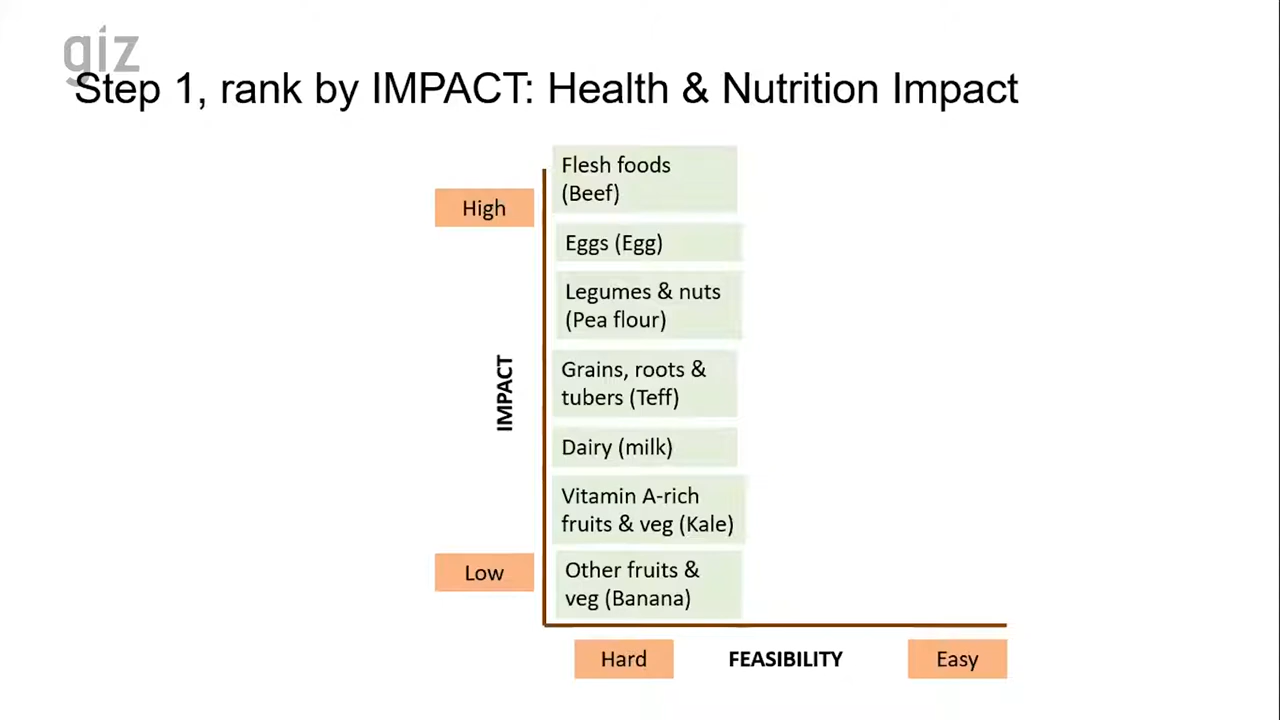 giz
Step 1, rank by IMPACT: Health & Nutrition Impact
High
IMPACT
Low
Flesh foods
(Beef)
Eggs (Egg)
Legumes & nuts
(Pea flour)
Grains, roots &
tubers (Teff)
Dairy (milk)
Vitamin A-rich
fruits & veg (Kale)
Other fruits &
veg (Banana)
Hard
FEASIBILITY
Easy